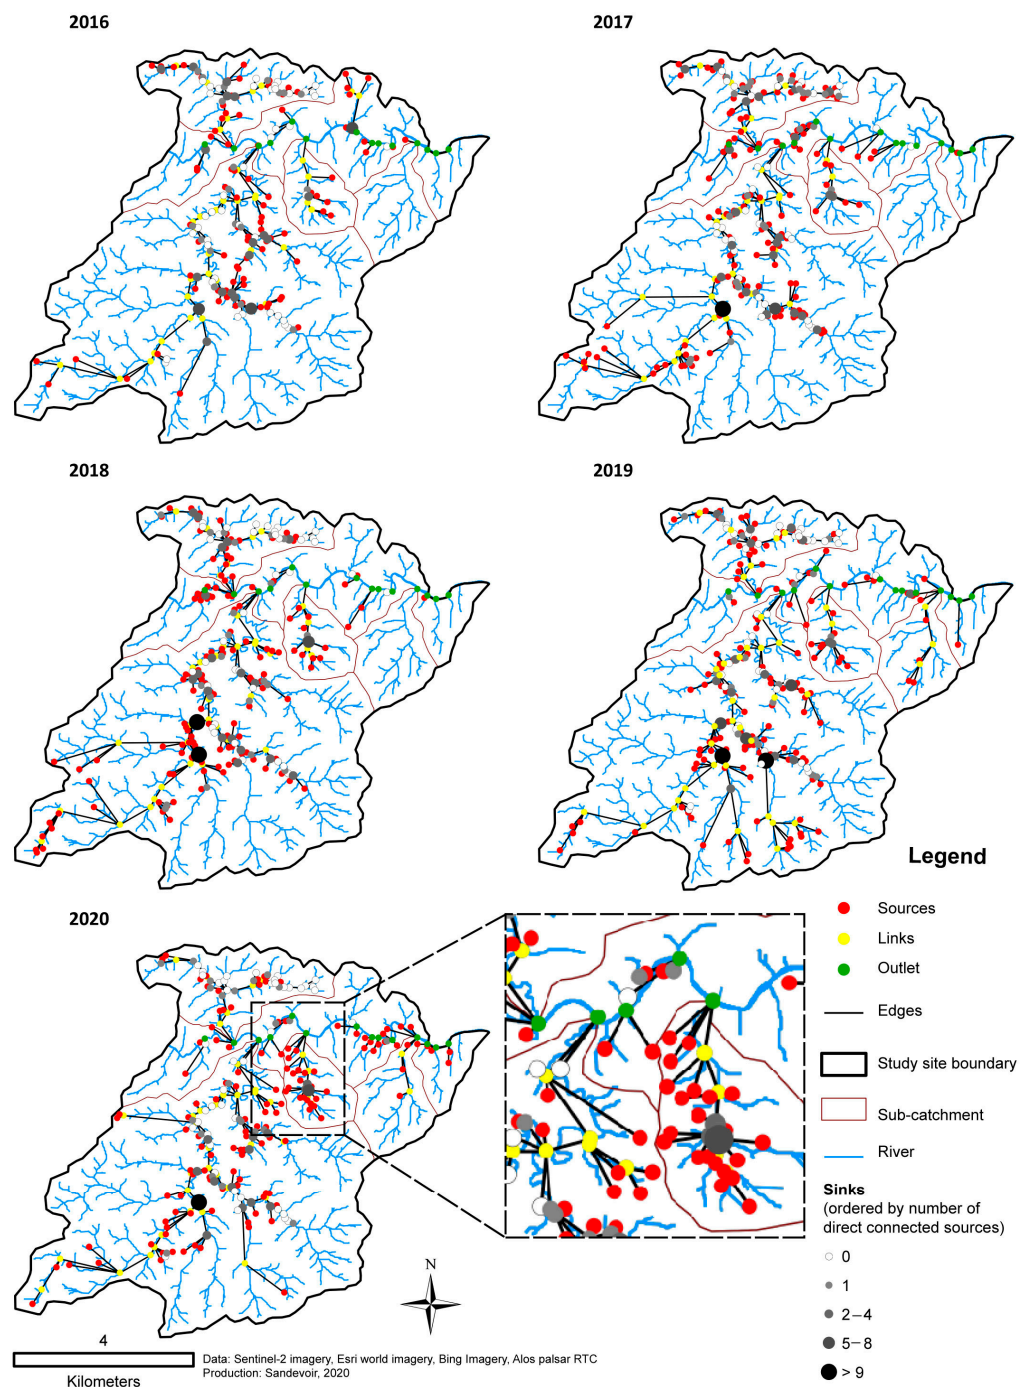 2016
2017
2018
2019
2020
Legend
Sources
Links
Outlet
Edges
Study site boundary
Sub-catchment
River
Sinks
(ordered by number of
direct connected sources)
0
1
2–4
5–8
> 9
N
4
Kilometers
Data: Sentinel-2 imagery, Esri world imagery, Bing Imagery, Alos palsar RTC
Production: Sandevoir, 2020